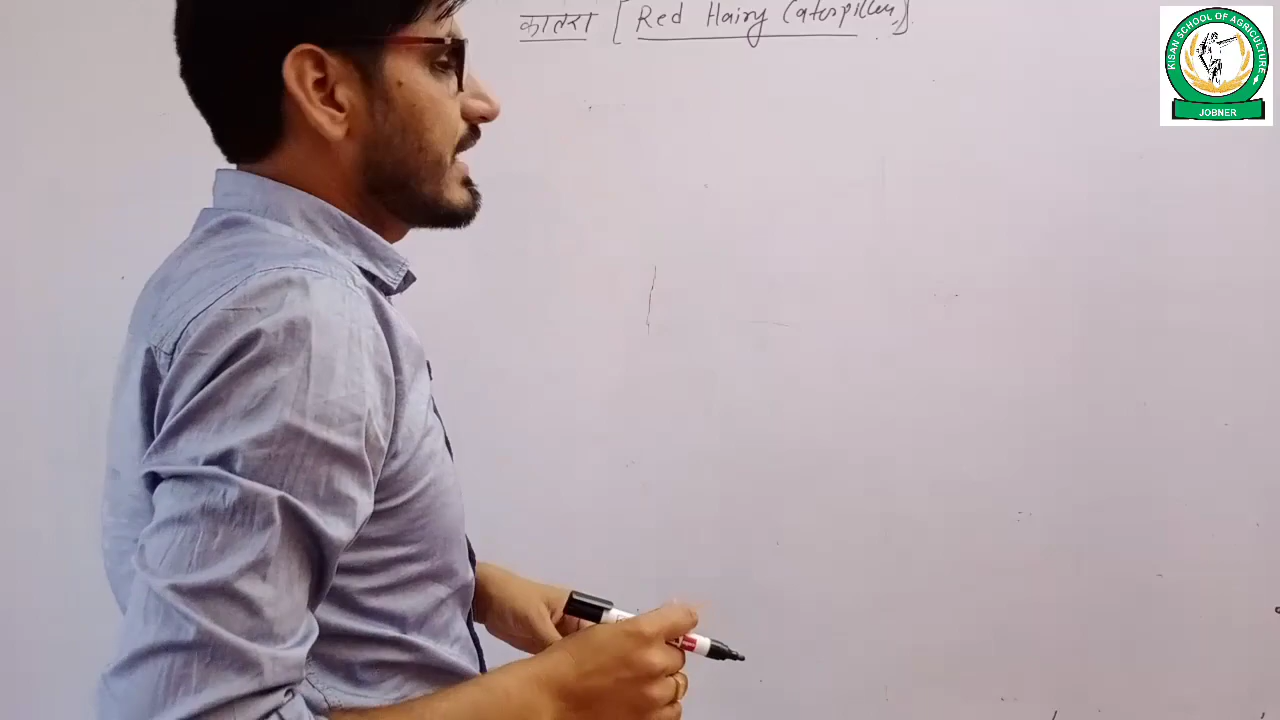 कातरा [Red Hairy Caterpiller]
KISAN SCHOOL OF AGRICULTURE
JOBNER